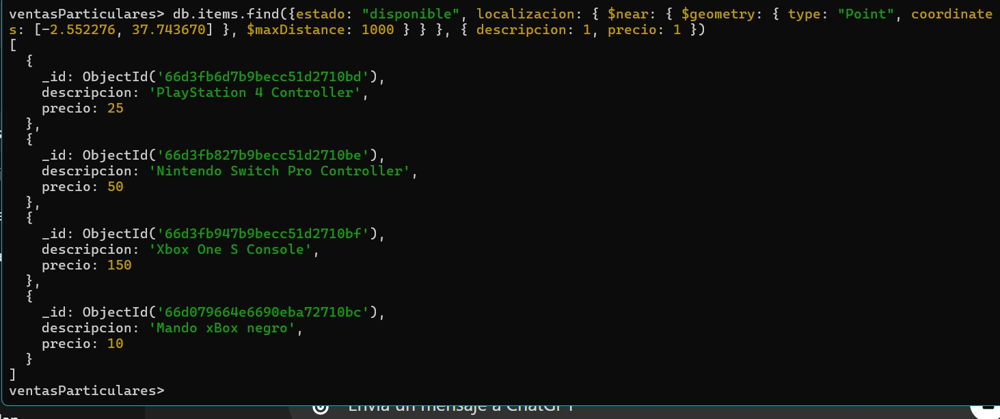 ventasParticulares> db.items.find({estado: "disponible", localizacion: { $near: { $geometry: { type: "Point", coordinate
s: [-2.552276, 37.743670] }, $maxDistance: 1000 } } }, { descripcion: 1, precio: 1 })
[
  {
    _id: ObjectId('66d3fb6d7b9becc51d2710bd'),
    descripcion: 'PlayStation 4 Controller',
    precio: 25
  },
  {
    _id: ObjectId('66d3fb827b9becc51d2710be'),
    descripcion: 'Nintendo Switch Pro Controller',
    precio: 50
  },
  {
    _id: ObjectId('66d3fb947b9becc51d2710bf'),
    descripcion: 'Xbox One S Console',
    precio: 150
  },
  {
    _id: ObjectId('66d079664e6690eba72710bc'),
    descripcion: 'Mando xBox negro',
    precio: 10
  }
]
ventasParticulares>
Envía un mensaje a ChatGPT